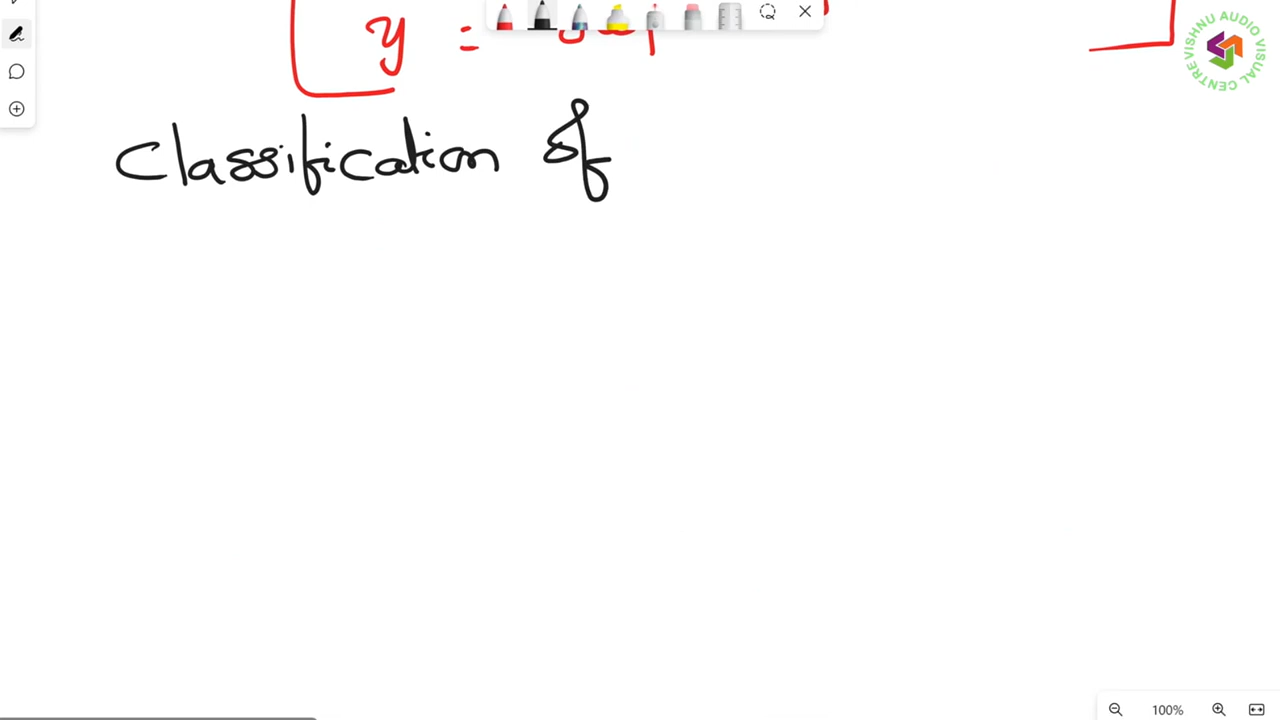 y =
Classification of
VISHNU AUDIO VISUAL CENTRE
100%